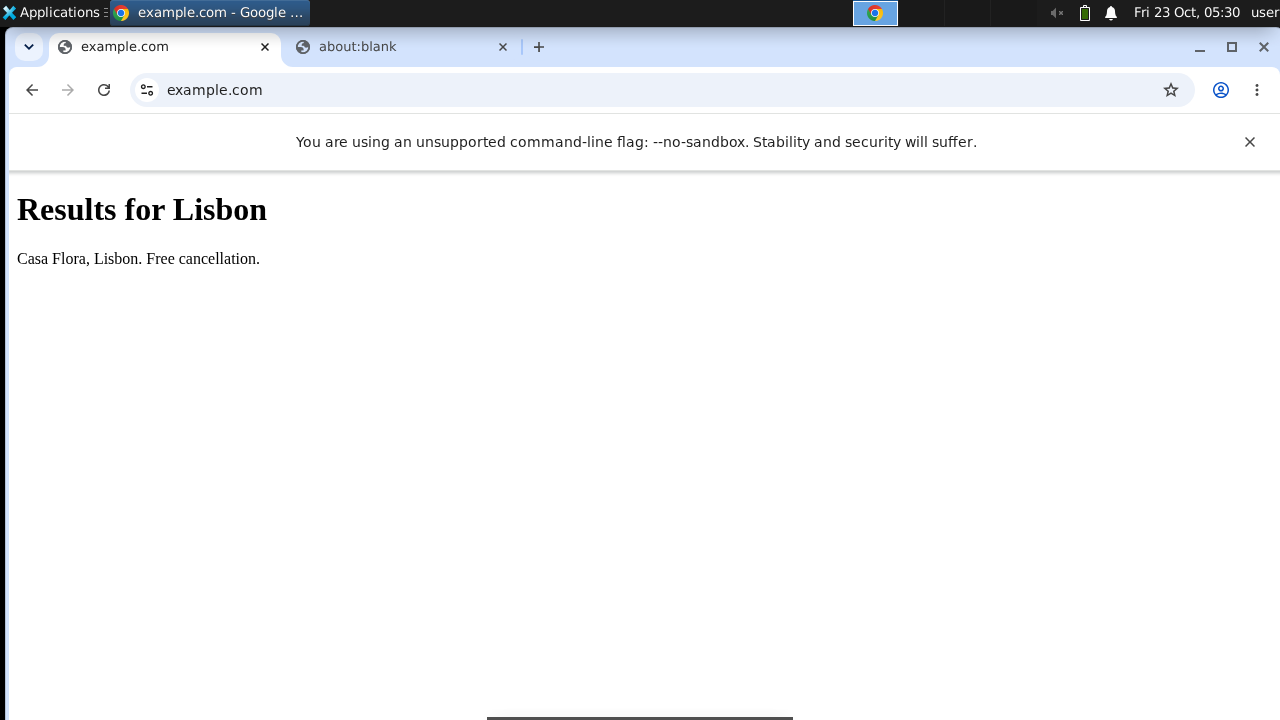 Applications
example.com - Google ...
Fri 23 Oct, 05:30
user
example.com
about:blank
example.com
You are using an unsupported command-line flag: --no-sandbox. Stability and security will suffer.
Results for Lisbon
Casa Flora, Lisbon. Free cancellation.